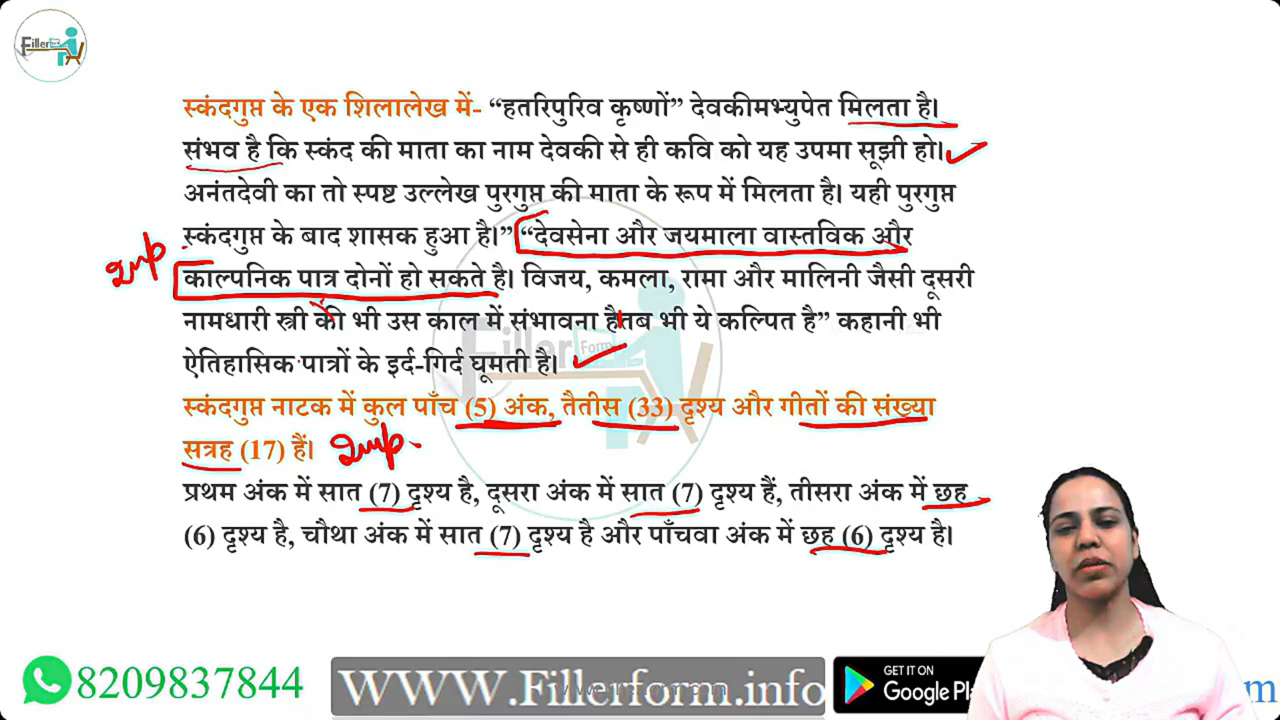 Fillerform
स्कंदगुप्त के एक शिलालेख में- “हतरिपुरिव कृष्णों” देवकीमभ्युपेत मिलता है।
संभव है कि स्कंद की माता का नाम देवकी से ही कवि को यह उपमा सूझी हो।
अनंतदेवी का तो स्पष्ट उल्लेख पुरगुप्त की माता के रूप में मिलता है। यही पुरगुप्त
स्कंदगुप्त के बाद शासक हुआ है।” “देवसेना और जयमाला वास्तविक और
Imp.
काल्पनिक पात्र दोनों हो सकते है। विजय, कमला, रामा और मालिनी जैसी दूसरी
नामधारी स्त्री की भी उस काल में संभावना है तब भी ये कल्पित है” कहानी भी
ऐतिहासिक पात्रों के इर्द-गिर्द घूमती है।
Filler Form
स्कंदगुप्त नाटक में कुल पाँच (5) अंक, तैतीस (33) दृश्य और गीतों की संख्या
सत्रह (17) हैं। Imp.
प्रथम अंक में सात (7) दृश्य है, दूसरा अंक में सात (7) दृश्य हैं, तीसरा अंक में छह
(6) दृश्य है, चौथा अंक में सात (7) दृश्य है और पाँचवा अंक में छह (6) दृश्य है।
8209837844 WWW.Fillerform.info GET IT ON Google Pla